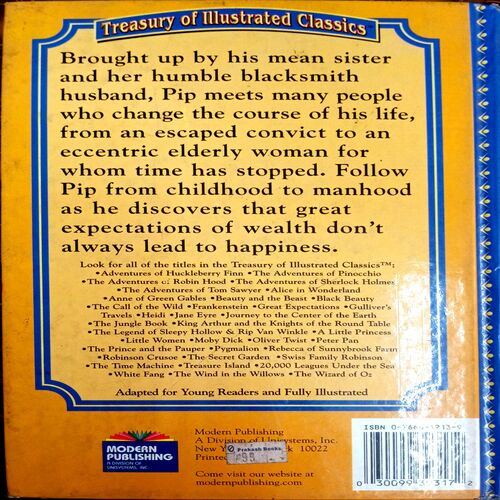 Treasury of Illustrated Classics™
Brought up by his mean sister
and her humble blacksmith
husband, Pip meets many people
who change the course of his life,
from an escaped convict to an
eccentric elderly woman for
whom time has stopped. Follow
Pip from childhood to manhood
as he discovers that great
expectations of wealth don't
always lead to happiness.
Look for all of the titles in the Treasury of Illustrated Classics™:
•Adventures of Huckleberry Finn •The Adventures of Pinocchio
•The Adventures of Robin Hood •The Adventures of Sherlock Holmes
•The Adventures of Tom Sawyer •Alice in Wonderland
•Anne of Green Gables •Beauty and the Beast •Black Beauty
•The Call of the Wild •Frankenstein •Great Expectations •Gulliver's
Travels •Heidi •Jane Eyre •Journey to the Center of the Earth
•The Jungle Book •King Arthur and the Knights of the Round Table
•The Legend of Sleepy Hollow & Rip Van Winkle •A Little Princess
•Little Women •Moby Dick •Oliver Twist •Peter Pan
•The Prince and the Pauper •Pygmalion •Rebecca of Sunnybrook Farm
•Robinson Crusoe •The Secret Garden •Swiss Family Robinson
•The Time Machine •Treasure Island •20,000 Leagues Under the Sea
•White Fang •The Wind in the Willows •The Wizard of Oz
Adapted for Young Readers and Fully Illustrated
MODERN
PUBLISHING
A DIVISION OF
UNISYSTEMS, INC.
Modern Publishing
A Division of Unisystems, Inc.
New York 10022
Printed
Prakash Books
Come visit our website at
modernpublishing.com
ISBN